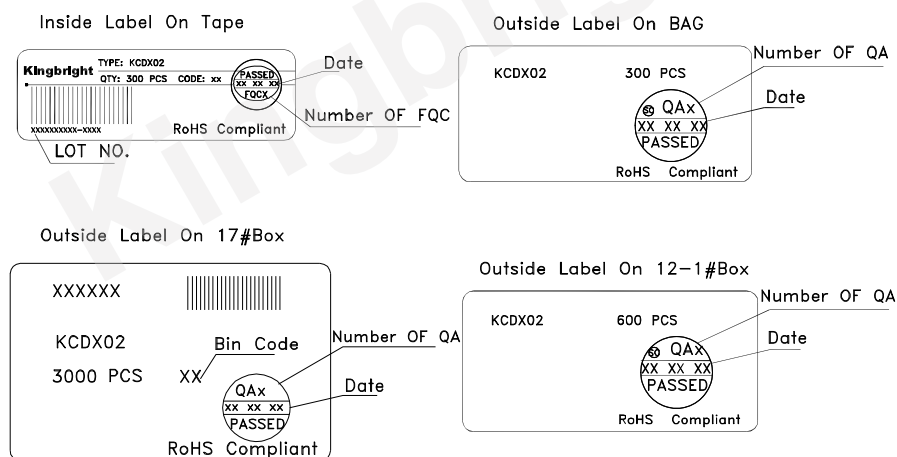 Inside Label On Tape
Kingbright
TYPE: KCDX02
QTY: 300 PCS CODE: xx
PASSED
xx xx xx
FQCX
xxxxxxxxxx-xxxx
RoHS Compliant
Date
Number OF FQC
LOT NO.
Outside Label On BAG
KCDX02 300 PCS
SC QAx
XX XX XX
PASSED
RoHS Compliant
Number OF QA
Date
Outside Label On 17#Box
XXXXXX
KCDX02
3000 PCS XX
Bin Code
QAx
xx xx xx
PASSED
RoHS Compliant
Number OF QA
Date
Outside Label On 12-1#Box
KCDX02 600 PCS
SC QAx
XX XX XX
PASSED
RoHS Compliant
Number OF QA
Date
Kingbright